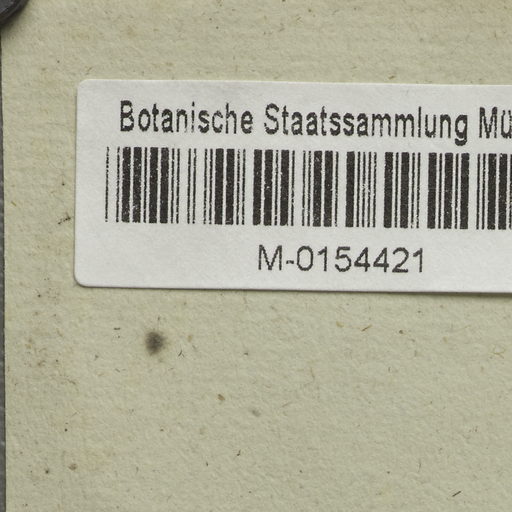 Botanische Staatssammlung Mü
M-0154421